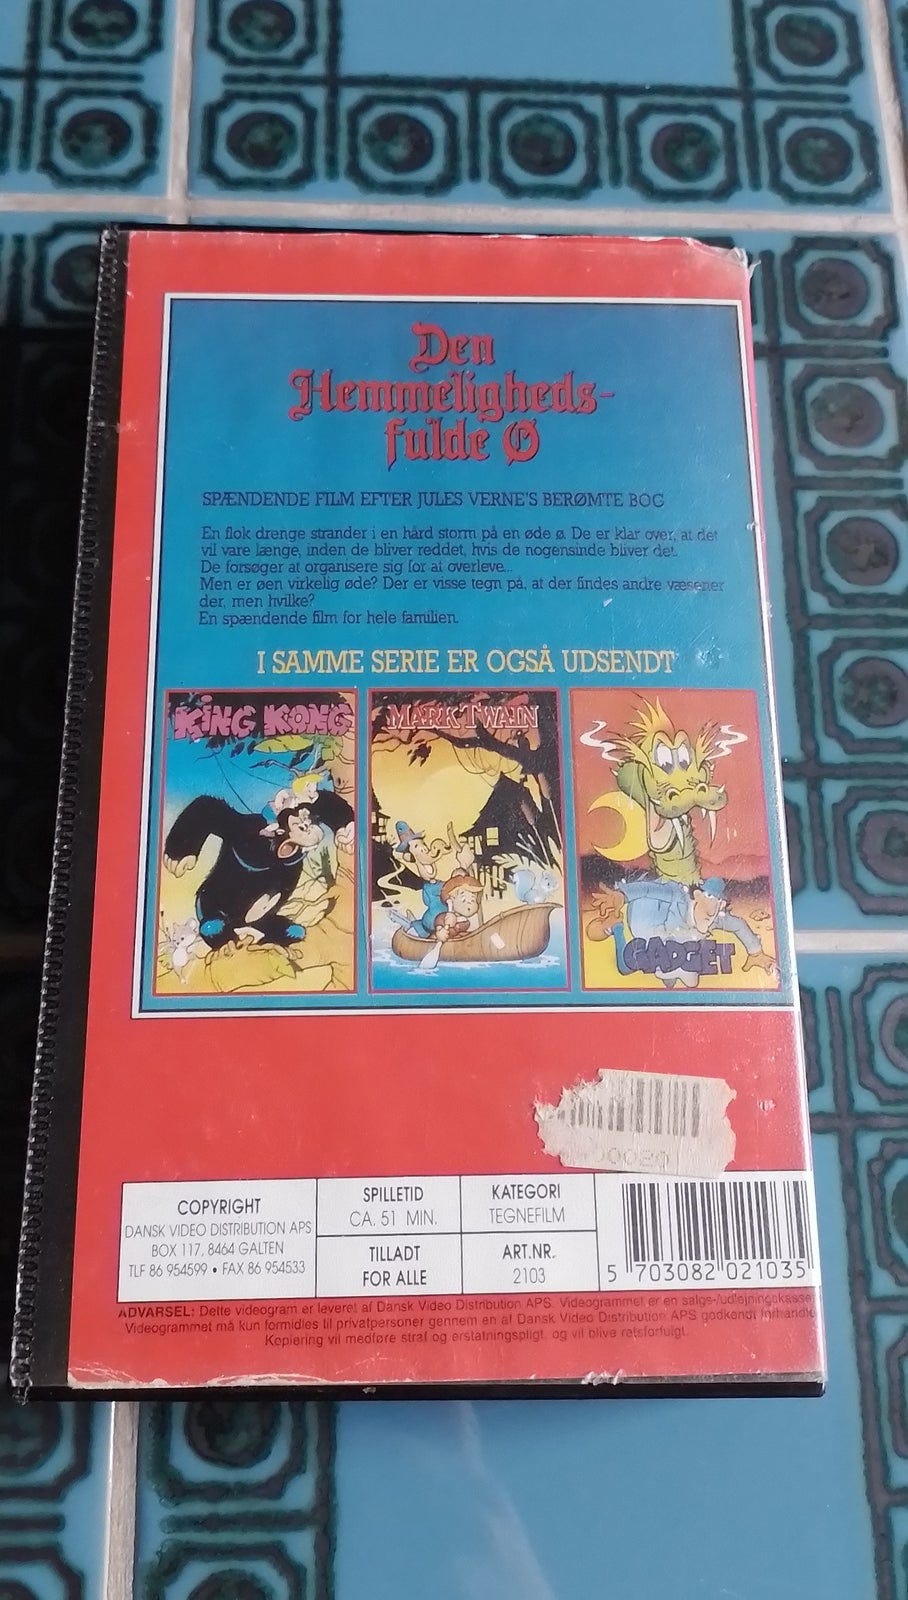 Den
Hemmeligheds-
fulde Ø
SPÆNDENDE FILM EFTER JULES VERNE'S BERØMTE BOG
En flok drenge strander i en hård storm på en øde ø. De er klar over, at det
vil vare længe, inden de bliver reddet, hvis de nogensinde bliver det.
De forsøger at organisere sig for at overleve...
Men er øen virkelig øde? Der er visse tegn på, at der findes andre væsener
der, men hvilke?
En spændende film for hele familien.
I SAMME SERIE ER OGSÅ UDSENDT
KING KONG
MARK TWAIN
GADGET
COPYRIGHT
DANSK VIDEO DISTRIBUTION APS
BOX 117, 8464 GALTEN
TLF 86 954599 • FAX 86 954533
SPILLETID
CA. 51 MIN.
TILLADT
FOR ALLE
KATEGORI
TEGNEFILM
ART.NR.
2103
5 703082 021035
ADVARSEL: Dette videogram er leveret af Dansk Video Distribution APS. Videogrammet er en salgs-/udlejningskasse
Videogrammet må kun formidles til privatpersoner gennem en af Dansk Video Distribution APS godkendt forhandle
Kopiering vil medføre straf og erstatningspligt, og vil blive retsforfulgt.